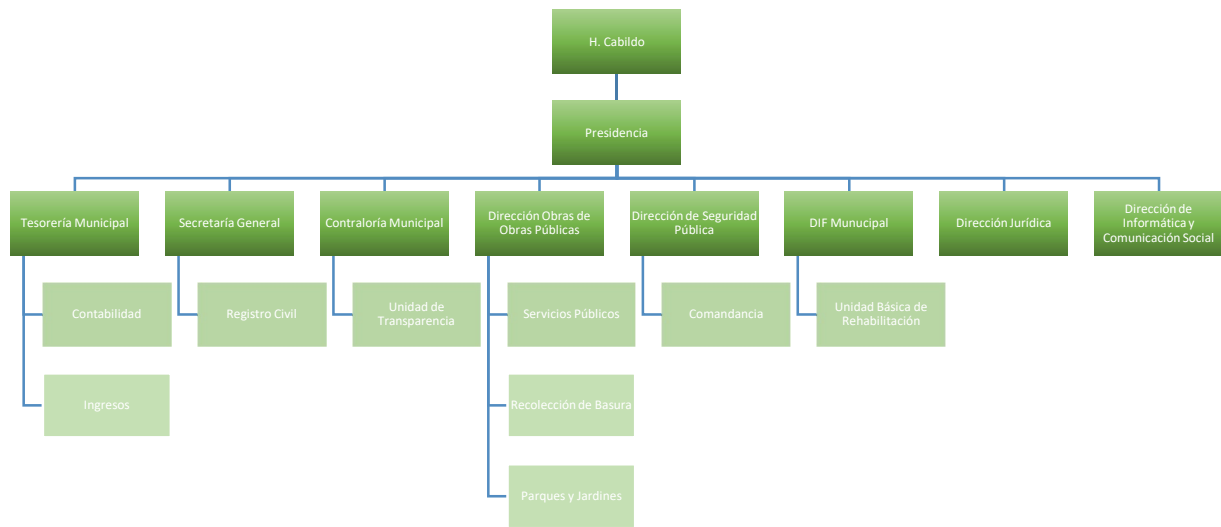 H. Cabildo
Presidencia
Tesorería Municipal
Secretaría General
Contraloría Municipal
Dirección Obras de
Obras Públicas
Dirección de Seguridad
Pública
DIF Munucipal
Dirección Jurídica
Dirección de
Informática y
Comunicación Social
Contabilidad
Registro Civil
Unidad de
Transparencia
Servicios Públicos
Comandancia
Unidad Básica de
Rehabilitación
Ingresos
Recolección de Basura
Parques y Jardines